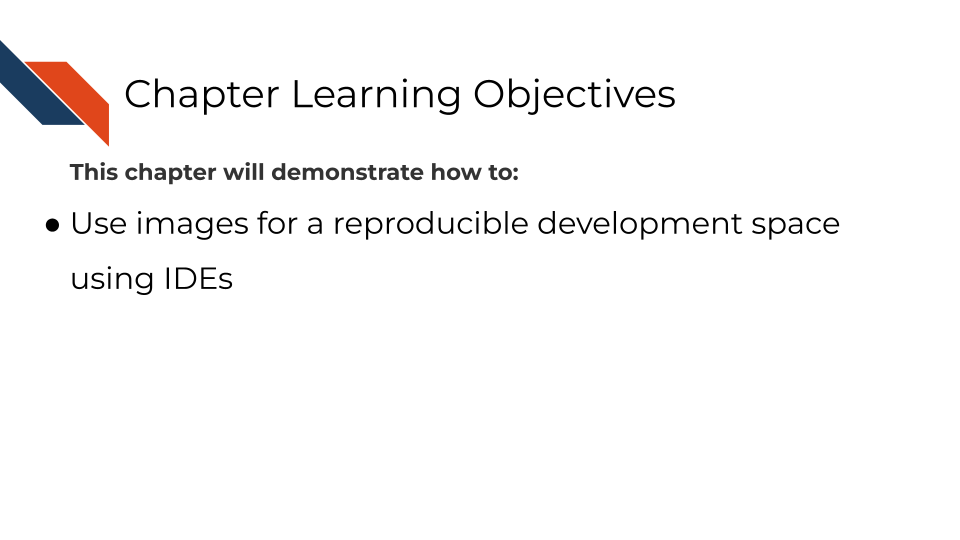 Chapter Learning Objectives
This chapter will demonstrate how to:
● Use images for a reproducible development space
using IDEs